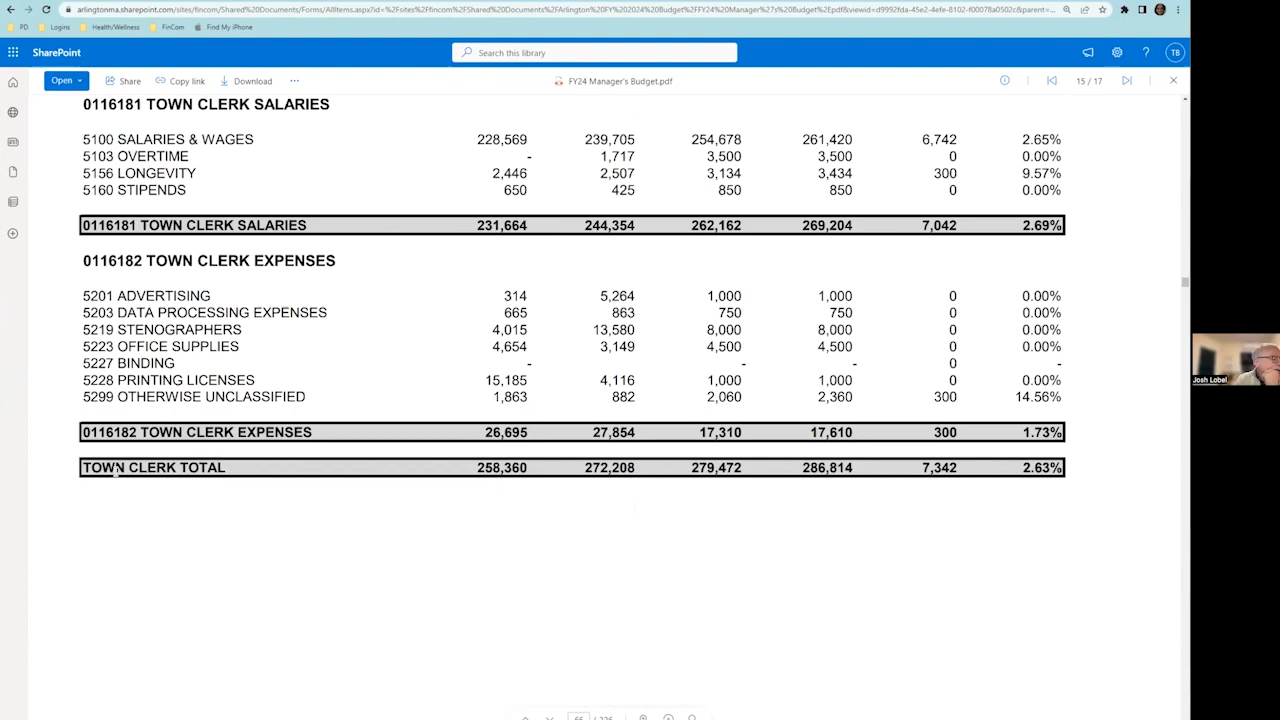 arlingtonma.sharepoint.com/sites/fincom/Shared%20Documents/Forms/AllItems.aspx?id=%2Fsites%2Ffincom%2FShared%20Documents%2FArlington%20FY%202024%20Budget%2FFY24%20Manager%27s%20Budget%2Epdf&viewid=d9992fda-45e2-4efe-8102-f00078a0502c&parent=...
PD Logins Health/Wellness FinCom Find My iPhone
SharePoint Search this library ? TB
Open Share Copy link Download ... FY24 Manager's Budget.pdf 15 / 17
0116181 TOWN CLERK SALARIES
5100 SALARIES & WAGES 228,569 239,705 254,678 261,420 6,742 2.65%
5103 OVERTIME - 1,717 3,500 3,500 0 0.00%
5156 LONGEVITY 2,446 2,507 3,134 3,434 300 9.57%
5160 STIPENDS 650 425 850 850 0 0.00%
0116181 TOWN CLERK SALARIES 231,664 244,354 262,162 269,204 7,042 2.69%
0116182 TOWN CLERK EXPENSES
5201 ADVERTISING 314 5,264 1,000 1,000 0 0.00%
5203 DATA PROCESSING EXPENSES 665 863 750 750 0 0.00%
5219 STENOGRAPHERS 4,015 13,580 8,000 8,000 0 0.00%
5223 OFFICE SUPPLIES 4,654 3,149 4,500 4,500 0 0.00%
5227 BINDING - - - - 0 -
5228 PRINTING LICENSES 15,185 4,116 1,000 1,000 0 0.00%
5299 OTHERWISE UNCLASSIFIED 1,863 882 2,060 2,360 300 14.56%
0116182 TOWN CLERK EXPENSES 26,695 27,854 17,310 17,610 300 1.73%
TOWN CLERK TOTAL 258,360 272,208 279,472 286,814 7,342 2.63%
Josh Lobel